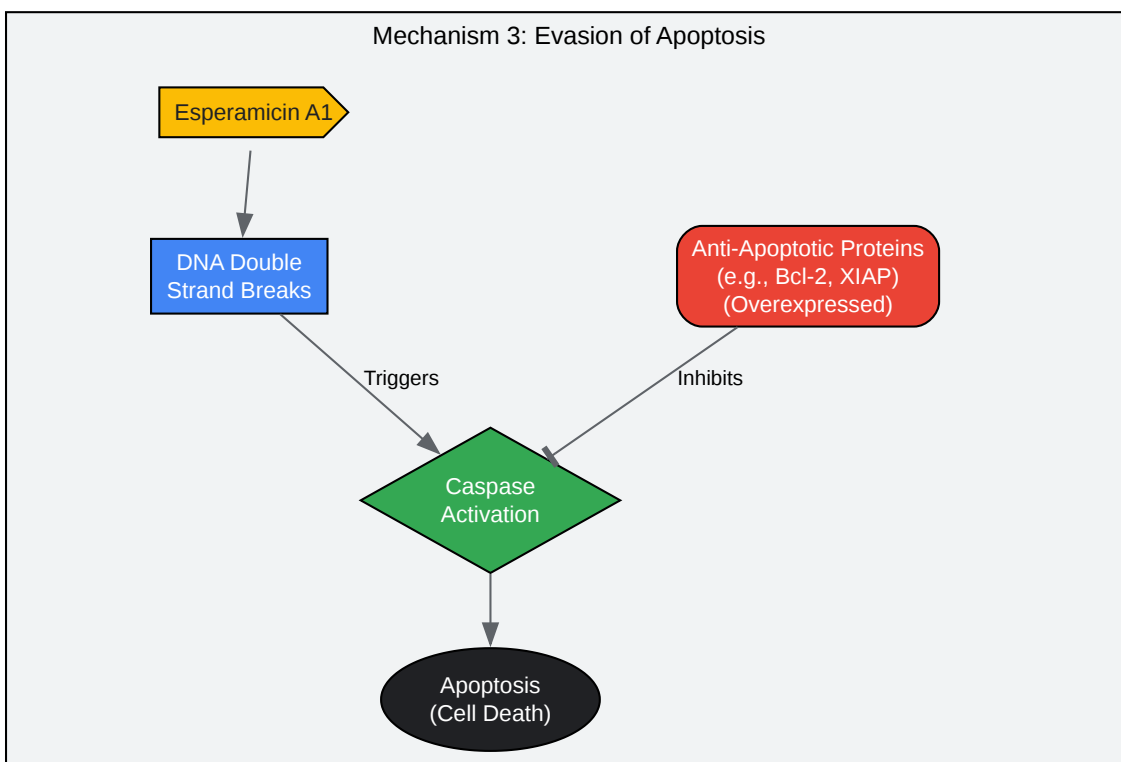 Mechanism 3: Evasion of Apoptosis
Esperamicin A1
DNA Double
Strand Breaks
Anti-Apoptotic Proteins
(e.g., Bcl-2, XIAP)
(Overexpressed)
Triggers
Inhibits
Caspase
Activation
Apoptosis
(Cell Death)